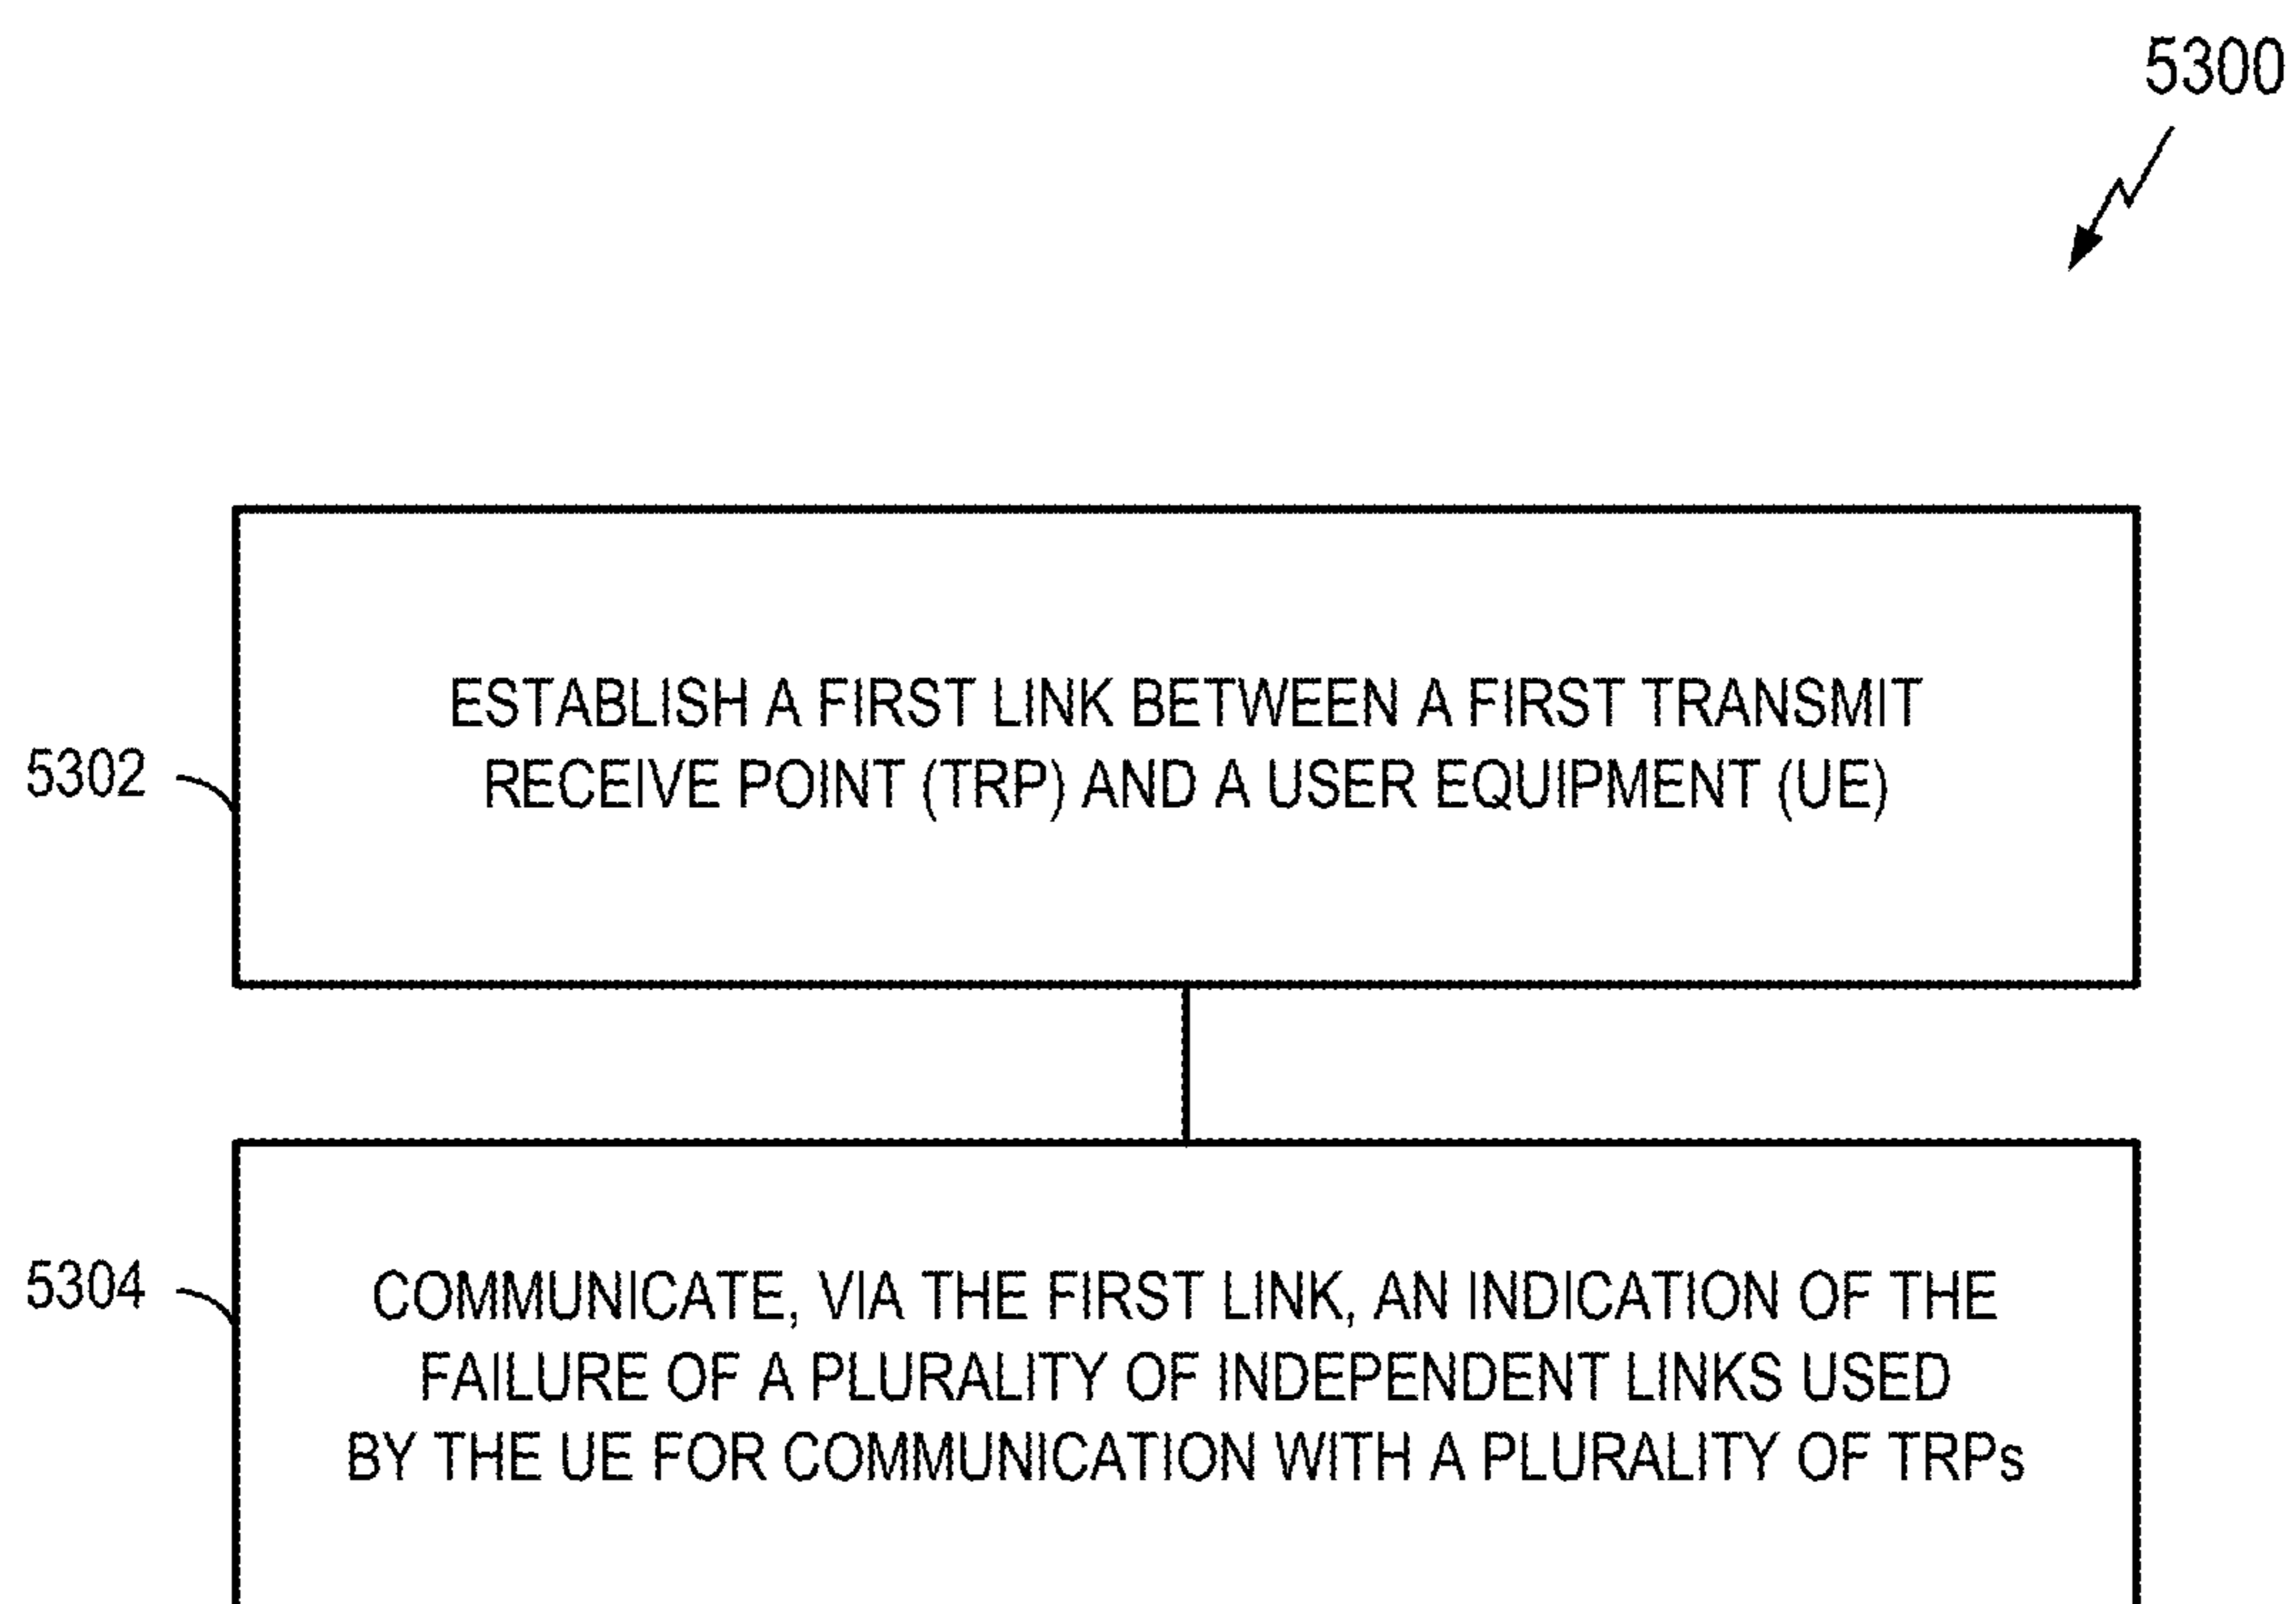 5300
ESTABLISH A FIRST LINK BETWEEN A FIRST TRANSMIT
5302
RECEIVE POINT (TRP) AND A USER EQUIPMENT (UE)
5304
COMMUNICATE, VIA THE FIRST LINK, AN INDICATION OF THE
FAILURE OF A PLURALITY OF INDEPENDENT LINKS USED
BY THE UE FOR COMMUNICATION WITH A PLURALITY OF TRPs